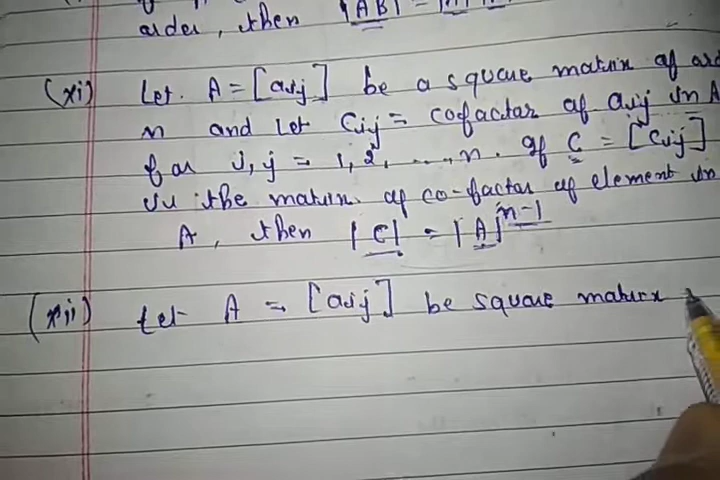 order, then |AB| =
(xi) Let. A = [aij] be a square matrix of ord
n and let Cij = cofactor of aij in A
for i, j = 1, 2, ..., n. If C = [Cij]
is the matrix of co-factor of element in
A, then |C| = |A|^n-1
(xii) Let A = [aij] be square matrix